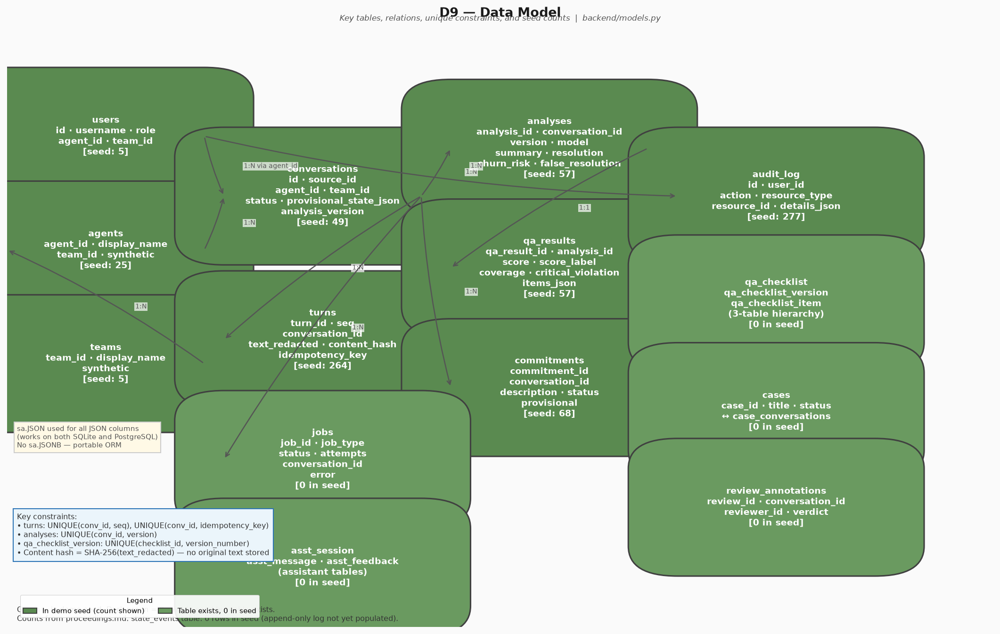 D9 — Data Model
Key tables, relations, unique constraints, and seed counts | backend/models.py
users
id · username · role
agent_id · team_id
[seed: 5]
agents
agent_id · display_name
team_id · synthetic
[seed: 25]
teams
team_id · display_name
synthetic
[seed: 5]
1:N via agent_id
1:N
1:N
conversations
id · source_id
agent_id · team_id
status · provisional_state_json
analysis_version
[seed: 49]
1:N
turns
turn_id · seq
conversation_id
text_redacted · content_hash
idempotency_key
[seed: 264]
1:N
jobs
job_id · job_type
status · attempts
conversation_id
error
[0 in seed]
asst_session
asst_message · asst_feedback
(assistant tables)
[0 in seed]
analyses
analysis_id · conversation_id
version · model
summary · resolution
churn_risk · false_resolution
[seed: 57]
1:N
1:N
1:1
qa_results
qa_result_id · analysis_id
score · score_label
coverage · critical_violation
items_json
[seed: 57]
1:N
commitments
commitment_id
conversation_id
description · status
provisional
[seed: 68]
audit_log
id · user_id
action · resource_type
resource_id · details_json
[seed: 277]
qa_checklist
qa_checklist_version
qa_checklist_item
(3-table hierarchy)
[0 in seed]
cases
case_id · title · status
↔ case_conversations
[0 in seed]
review_annotations
review_id · conversation_id
reviewer_id · verdict
[0 in seed]
sa.JSON used for all JSON columns
(works on both SQLite and PostgreSQL)
No sa.JSONB — portable ORM
Key constraints:
• turns: UNIQUE(conv_id, seq), UNIQUE(conv_id, idempotency_key)
• analyses: UNIQUE(conv_id, version)
• qa_checklist_version: UNIQUE(checklist_id, version_number)
• Content hash = SHA-256(text_redacted) — no original text stored
Legend
In demo seed (count shown)
Table exists, 0 in seed
Counts from proceedings.md. state_events table: 0 rows in seed (append-only log not yet populated).